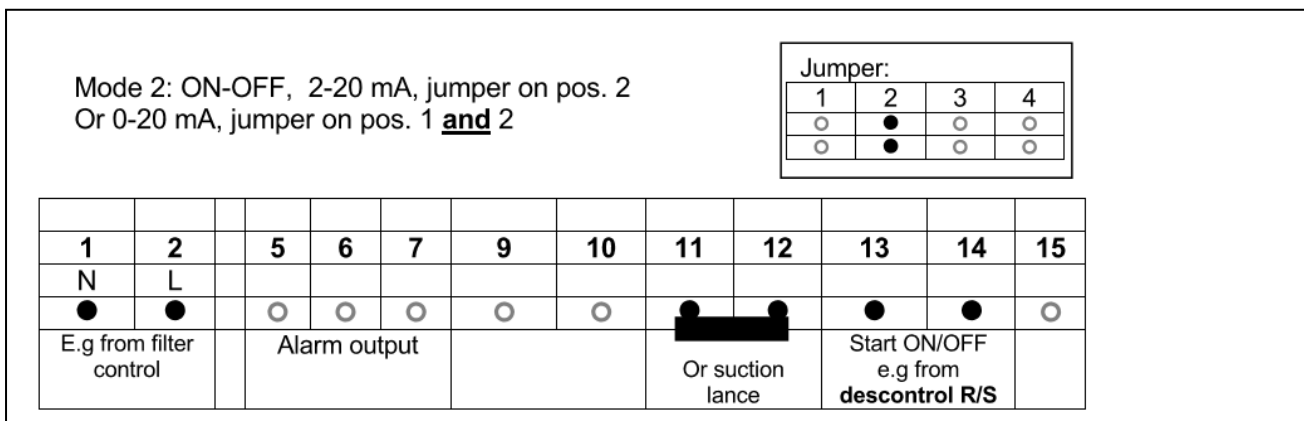 Mode 2: ON-OFF, 2-20 mA, jumper on pos. 2
Or 0-20 mA, jumper on pos. 1 and 2
Jumper:
1 2 3 4
1 2 5 6 7 9 10 11 12 13 14 15
N L
E.g from filter
control
Alarm output
Or suction
lance
Start ON/OFF
e.g from
descontrol R/S